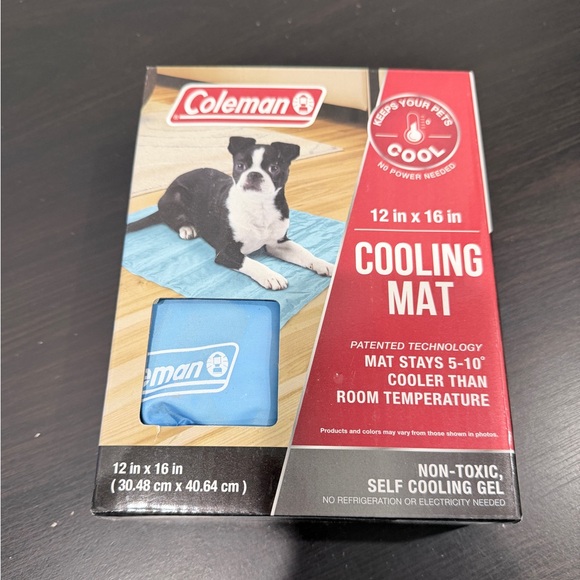 Coleman
KEEPS YOUR PETS
COOL
NO POWER NEEDED
12 in x 16 in
COOLING
MAT
PATENTED TECHNOLOGY
MAT STAYS 5-10°
COOLER THAN
ROOM TEMPERATURE
Products and colors may vary from those shown in photos.
eman
12 in x 16 in
( 30.48 cm x 40.64 cm )
NON-TOXIC,
SELF COOLING GEL
NO REFRIGERATION OR ELECTRICITY NEEDED